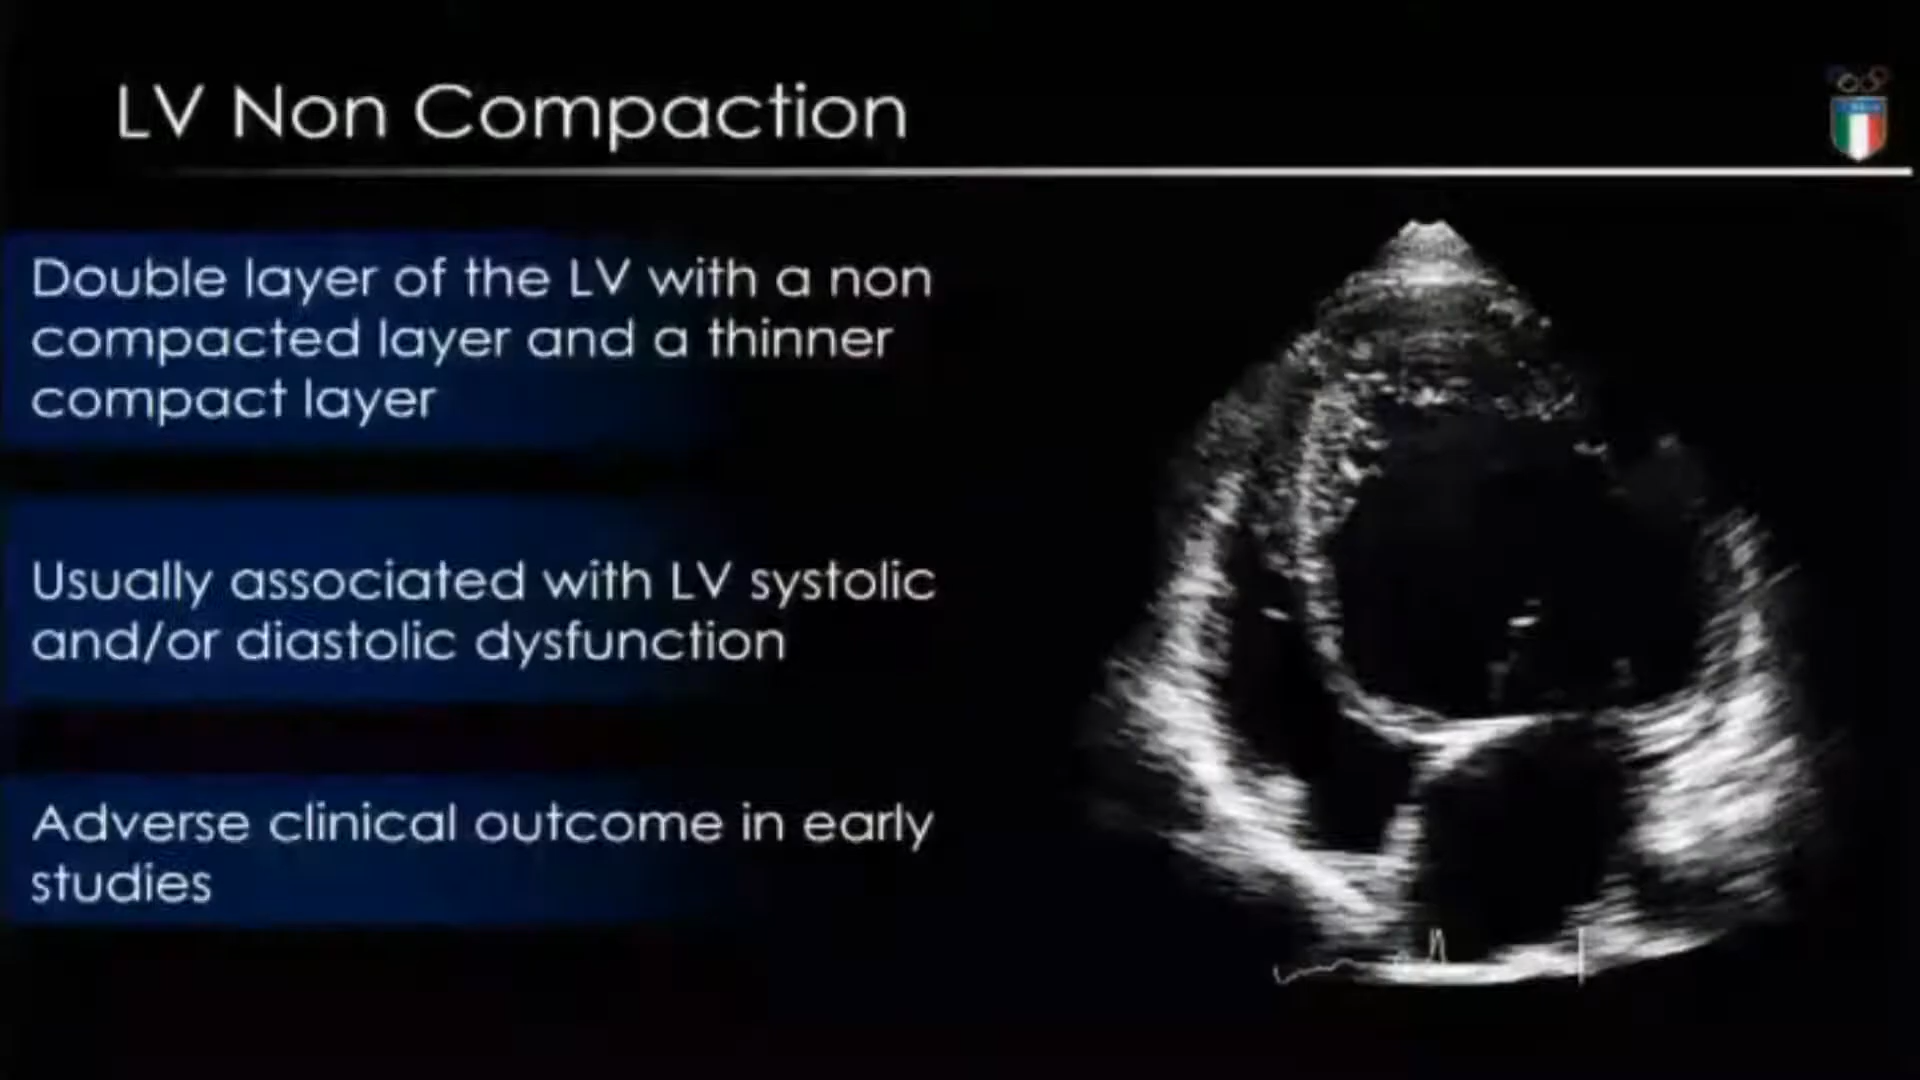 LV Non Compaction
Double layer of the LV with a non
compacted layer and a thinner
compact layer
Usually associated with LV systolic
and/or diastolic dysfunction
Adverse clinical outcome in early
studies